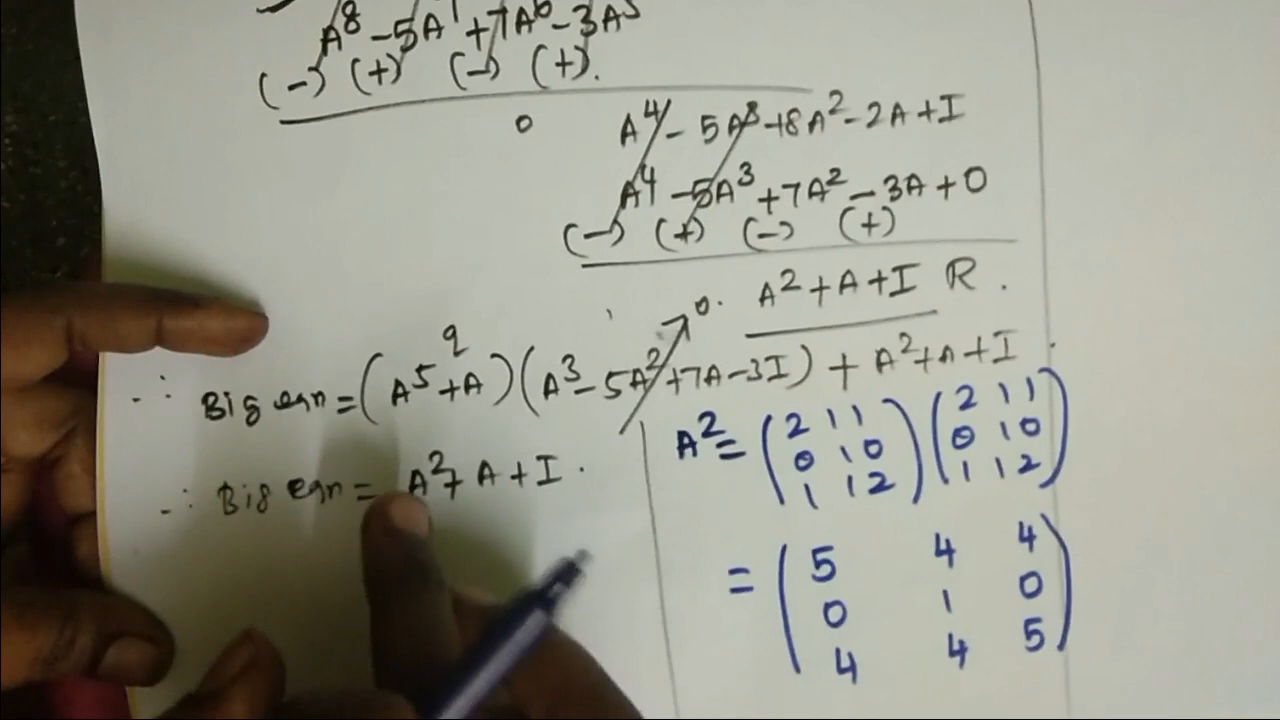 A⁸ - 5A⁷ + 7A⁶ - 3A⁵
(-) (+) (-) (+).
0 A⁴ - 5A³ + 8A² - 2A + I
A⁴ - 5A³ + 7A² - 3A + 0
(-) (+) (-) (+)
A² + A + I R.
q 0.
∴ Big eqn = (A⁵ + A) (A³ - 5A² + 7A - 3I) + A² + A + I.
∴ Big eqn = A² + A + I.
A² = (2 1 1 (2 1 1
0 1 0 0 1 0
1 1 2) 1 1 2)
= (5 4 4
0 1 0
4 4 5)